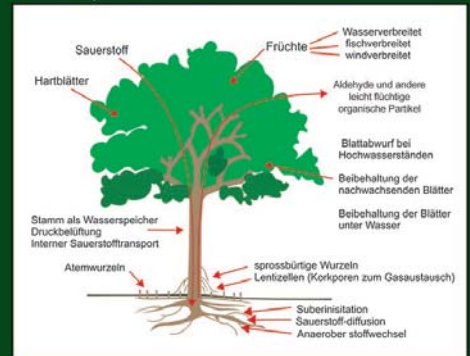 Sauerstoff
Hartblätter
Früchte
Wasserverbreitet
fischverbreitet
windverbreitet
Aldehyde und andere
leicht flüchtige
organische Partikel
Blattabwurf bei
Hochwasserständen
Beibehaltung der
nachwachsenden Blätter
Beibehaltung der Blätter
unter Wasser
Stamm als Wasserspeicher
Druckbelüftung
Interner Sauerstofftransport
Atemwurzeln
sprossbürtige Wurzeln
Lentizellen (Korkporen zum Gasaustausch)
Suberinisitation
Sauerstoff-diffusion
Anaerober stoffwechsel